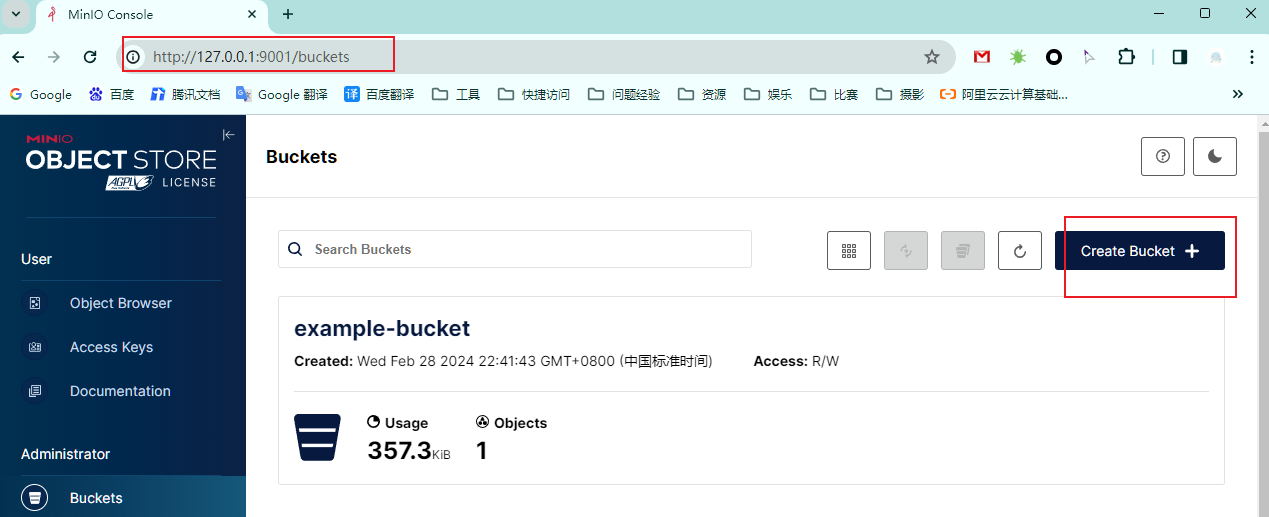 MinIO Console
http://127.0.0.1:9001/buckets
Google 百度 腾讯文档 Google 翻译 百度翻译 工具 快捷访问 问题经验 资源 娱乐 比赛 摄影 阿里云云计算基础...
MINIO
OBJECT STORE
AGPL V3 LICENSE
Buckets
User
Search Buckets
Create Bucket
Object Browser
Access Keys
Documentation
example-bucket
Created: Wed Feb 28 2024 22:41:43 GMT+0800 (中国标准时间) Access: R/W
Usage Objects
357.3KiB 1
Administrator
Buckets